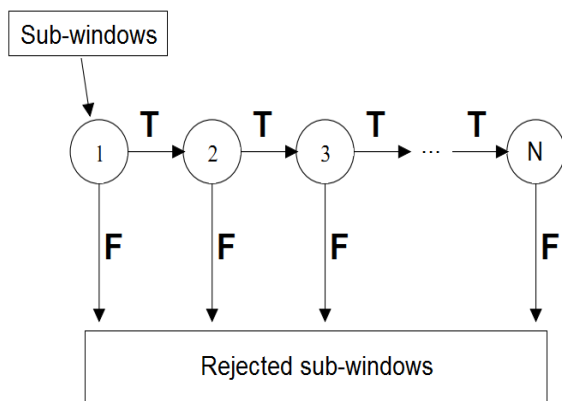 Sub-windows
T T T T
1 2 3 ... N
F F F F
Rejected sub-windows